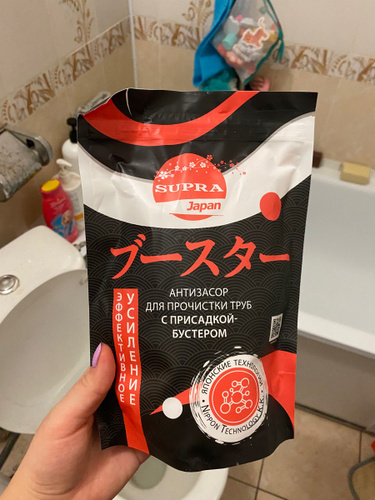 SUPRA
Japan
ブースター
АНТИЗАСОР
ДЛЯ ПРОЧИСТКИ ТРУБ
С ПРИСАДКОЙ-
БУСТЕРОМ
ЭФФЕКТИВНОЕ
УСИЛЕНИЕ
ЯПОНСКИЕ ТЕХНОЛОГИИ
NIPPON TECHNOLOGY K.K.